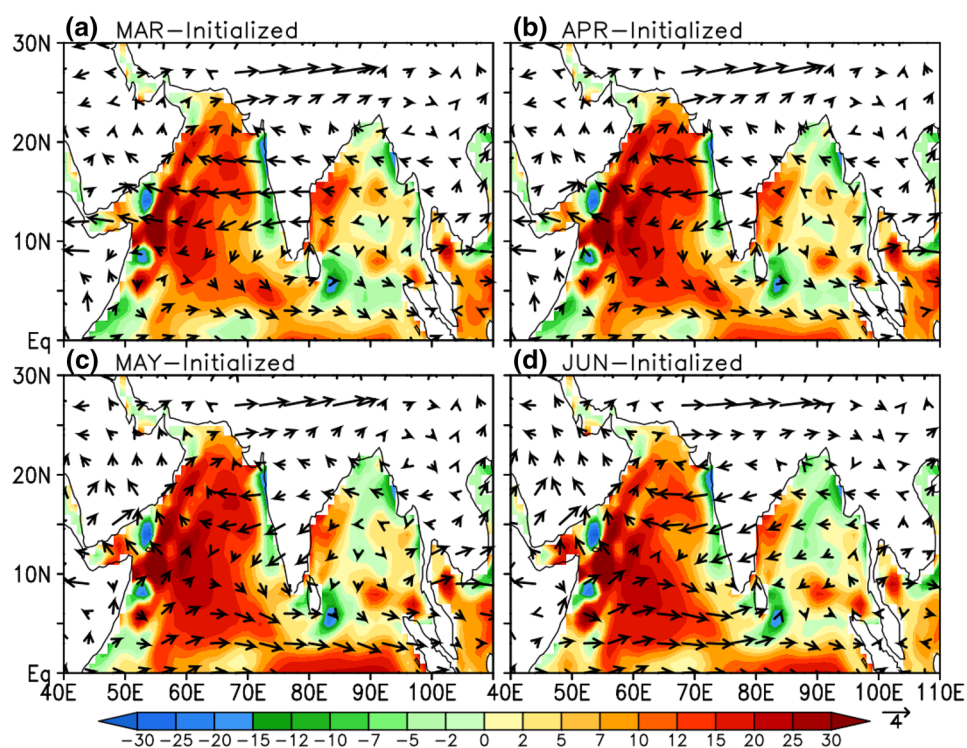 (a) MAR−Initialized (b) APR−Initialized
30N
20N
10N
Eq
(c) MAY−Initialized (d) JUN−Initialized
30N
20N
10N
Eq
40E 50E 60E 70E 80E 90E 100E 40E 50E 60E 70E 80E 90E 100E 110E
−30 −25 −20 −15 −12 −10 −7 −5 −2 0 2 5 7 10 12 15 20 25 30
4